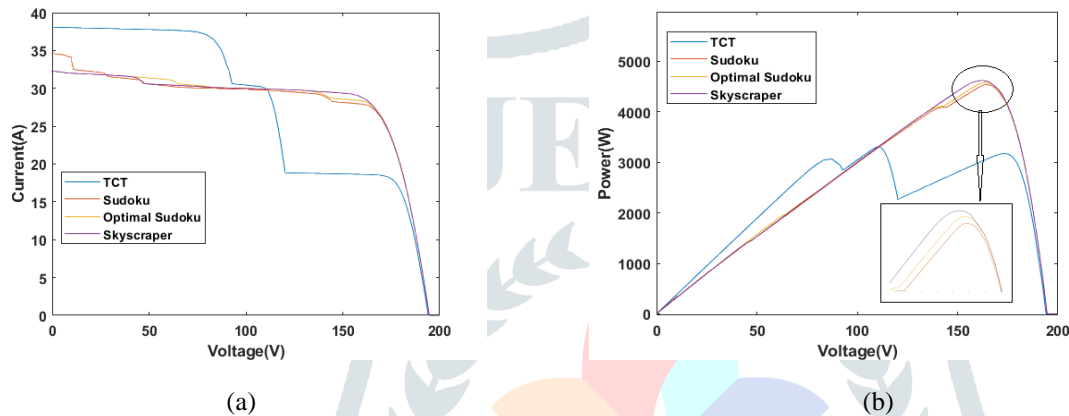 40
35
30
25
20
15
10
5
0
Current(A)
TCT
Sudoku
Optimal Sudoku
Skyscraper
0
50
100
150
200
Voltage(V)
(a)
5000
4000
3000
2000
1000
0
Power(W)
TCT
Sudoku
Optimal Sudoku
Skyscraper
0
50
100
150
200
Voltage(V)
(b)